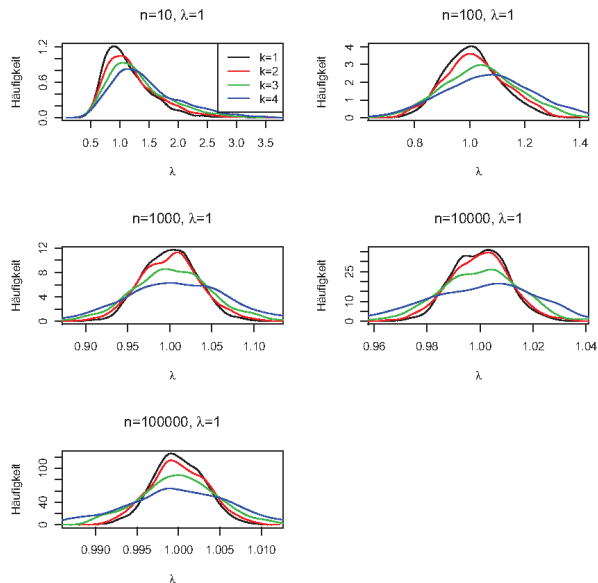 n=10, λ=1
Häufigkeit
0.0 0.6 1.2
k=1
k=2
k=3
k=4
0.5 1.0 1.5 2.0 2.5 3.0 3.5
λ
n=100, λ=1
Häufigkeit
0 1 2 3 4
0.8 1.0 1.2 1.4
λ
n=1000, λ=1
Häufigkeit
0 4 8 12
0.90 0.95 1.00 1.05 1.10
λ
n=10000, λ=1
Häufigkeit
0 10 25
0.96 0.98 1.00 1.02 1.04
λ
n=100000, λ=1
Häufigkeit
0 40 100
0.990 0.995 1.000 1.005 1.010
λ